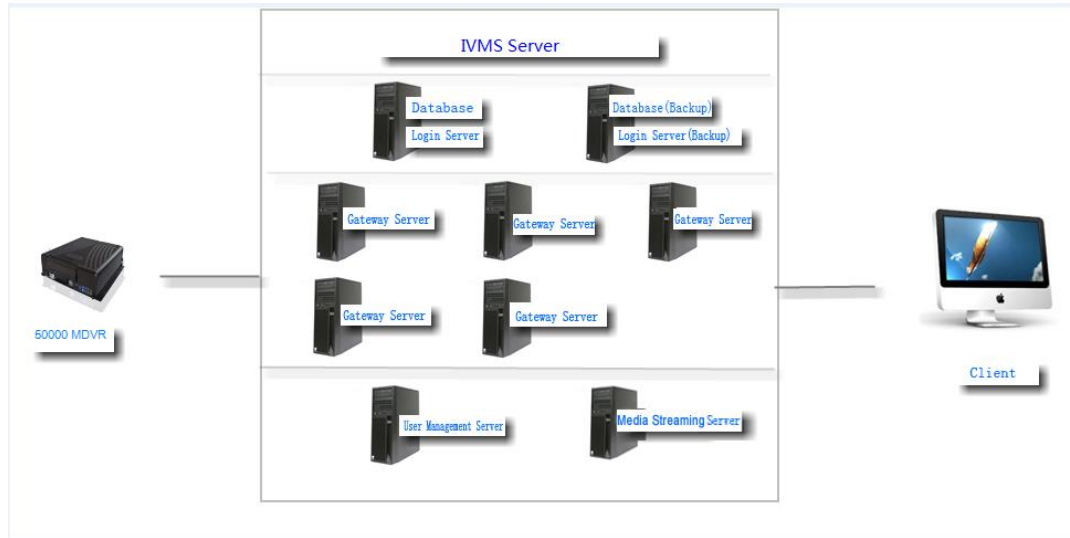 IVMS Server
Database
Login Server
Database(Backup)
Login Server(Backup)
Gateway Server
Gateway Server
Gateway Server
Gateway Server
Gateway Server
50000 MDVR
Client
User Management Server
Media Streaming Server